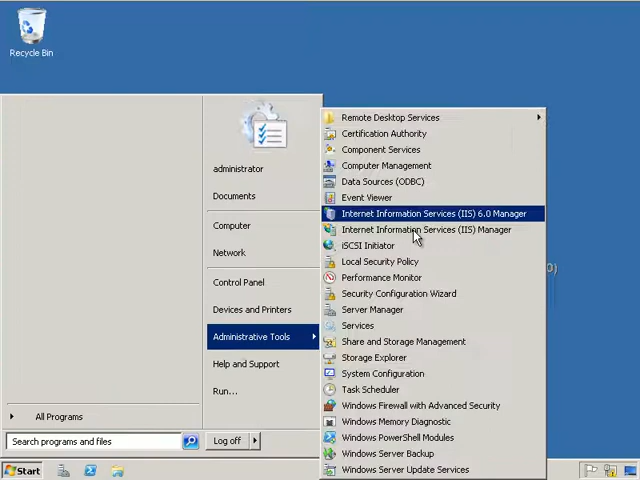 Recycle Bin
administrator
Documents
Computer
Network
Control Panel
Devices and Printers
Administrative Tools
Help and Support
Run...
All Programs
Search programs and files
Log off
Start
Remote Desktop Services
Certification Authority
Component Services
Computer Management
Data Sources (ODBC)
Event Viewer
Internet Information Services (IIS) 6.0 Manager
Internet Information Services (IIS) Manager
iSCSI Initiator
Local Security Policy
Performance Monitor
Security Configuration Wizard
Server Manager
Services
Share and Storage Management
Storage Explorer
System Configuration
Task Scheduler
Windows Firewall with Advanced Security
Windows Memory Diagnostic
Windows PowerShell Modules
Windows Server Backup
Windows Server Update Services
0)